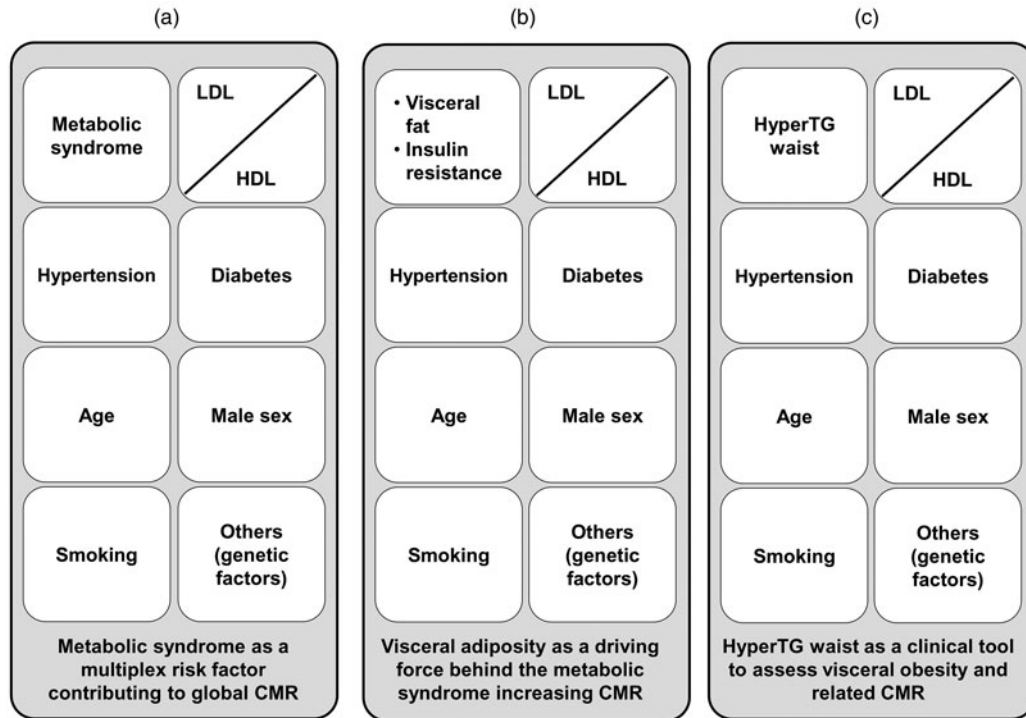 (a)
Metabolic
syndrome
LDL
HDL
Hypertension
Diabetes
Age
Male sex
Smoking
Others
(genetic
factors)
Metabolic syndrome as a
multiplex risk factor
contributing to global CMR
(b)
• Visceral
fat
• Insulin
resistance
LDL
HDL
Hypertension
Diabetes
Age
Male sex
Smoking
Others
(genetic
factors)
Visceral adiposity as a driving
force behind the metabolic
syndrome increasing CMR
(c)
HyperTG
waist
LDL
HDL
Hypertension
Diabetes
Age
Male sex
Smoking
Others
(genetic
factors)
HyperTG waist as a clinical tool
to assess visceral obesity and
related CMR